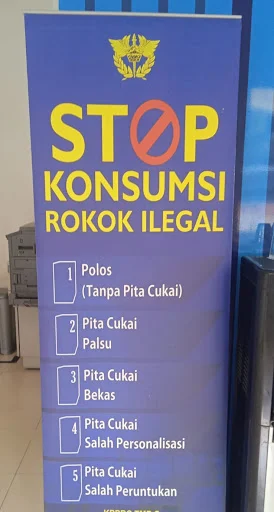 STOP
KONSUMSI
ROKOK ILEGAL
1 Polos
(Tanpa Pita Cukai)
2 Pita Cukai
Palsu
3 Pita Cukai
Bekas
4 Pita Cukai
Salah Personalisasi
5 Pita Cukai
Salah Peruntukan